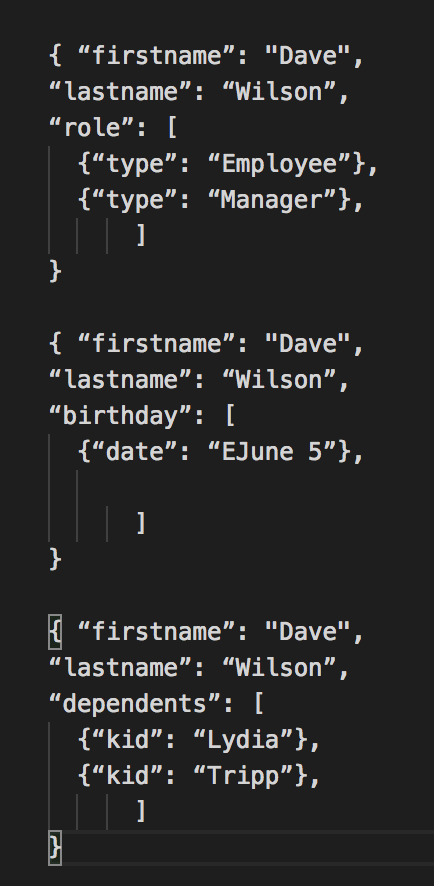 { “firstname”: "Dave",
“lastname”: “Wilson”,
“role”: [
{“type”: “Employee”},
{“type”: “Manager”},
]
}
{ “firstname”: "Dave",
“lastname”: “Wilson”,
“birthday”: [
{“date”: “EJune 5”},
]
}
{ “firstname”: "Dave",
“lastname”: “Wilson”,
“dependents”: [
{“kid”: “Lydia”},
{“kid”: “Tripp”},
]
}